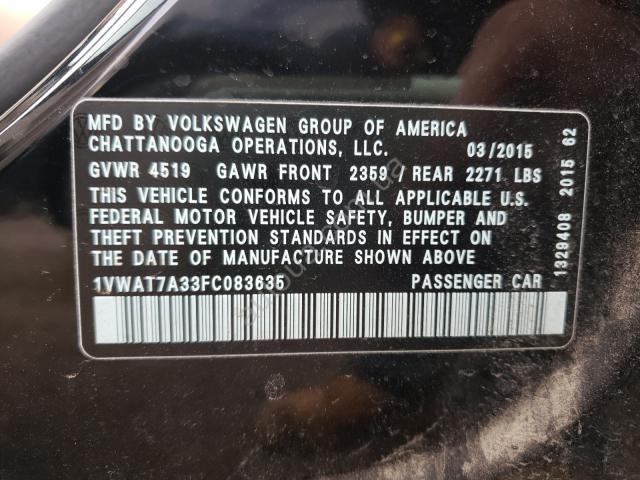 MFD BY VOLKSWAGEN GROUP OF AMERICA
CHATTANOOGA OPERATIONS, LLC. 03/2015
GVWR 4519 GAWR FRONT 2359 / REAR 2271 LBS
THIS VEHICLE CONFORMS TO ALL APPLICABLE U.S.
FEDERAL MOTOR VEHICLE SAFETY, BUMPER AND
THEFT PREVENTION STANDARDS IN EFFECT ON
THE DATE OF MANUFACTURE SHOWN ABOVE
1VWAT7A33FC083635 PASSENGER CAR
1329408 2015 62